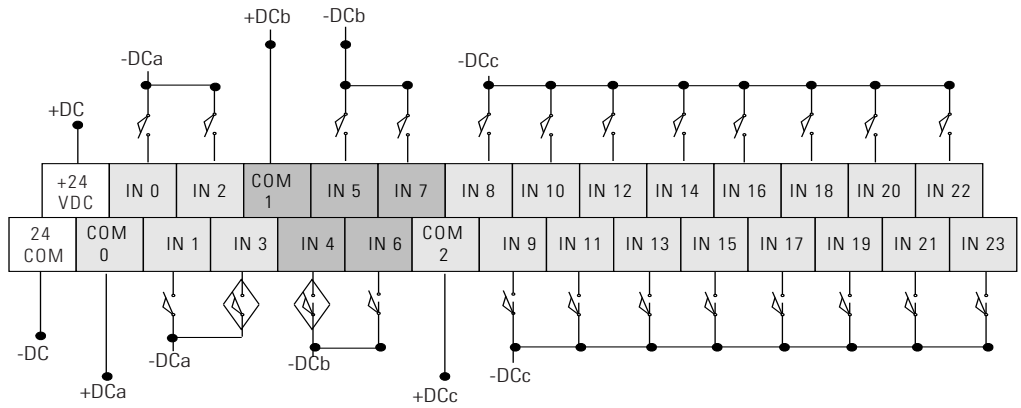 +DCb
-DCb
-DCa
-DCc
+DC
+24
VDC
IN 0
IN 2
COM
1
IN 5
IN 7
IN 8
IN 10
IN 12
IN 14
IN 16
IN 18
IN 20
IN 22
24
COM
COM
0
IN 1
IN 3
IN 4
IN 6
COM
2
IN 9
IN 11
IN 13
IN 15
IN 17
IN 19
IN 21
IN 23
-DC
-DCa
-DCb
-DCc
+DCa
+DCc